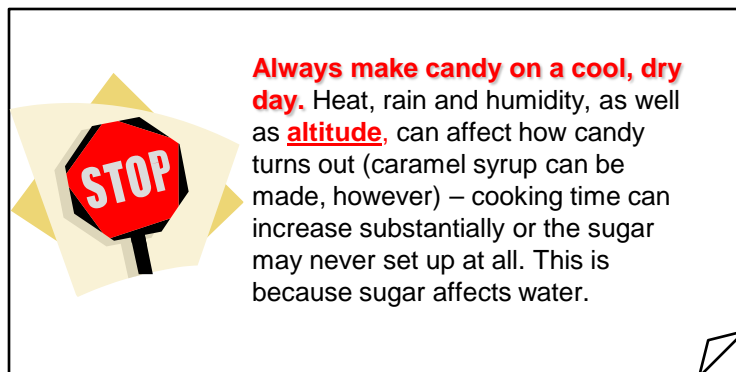 STOP
Always make candy on a cool, dry
day. Heat, rain and humidity, as well
as altitude, can affect how candy
turns out (caramel syrup can be
made, however) – cooking time can
increase substantially or the sugar
may never set up at all. This is
because sugar affects water.